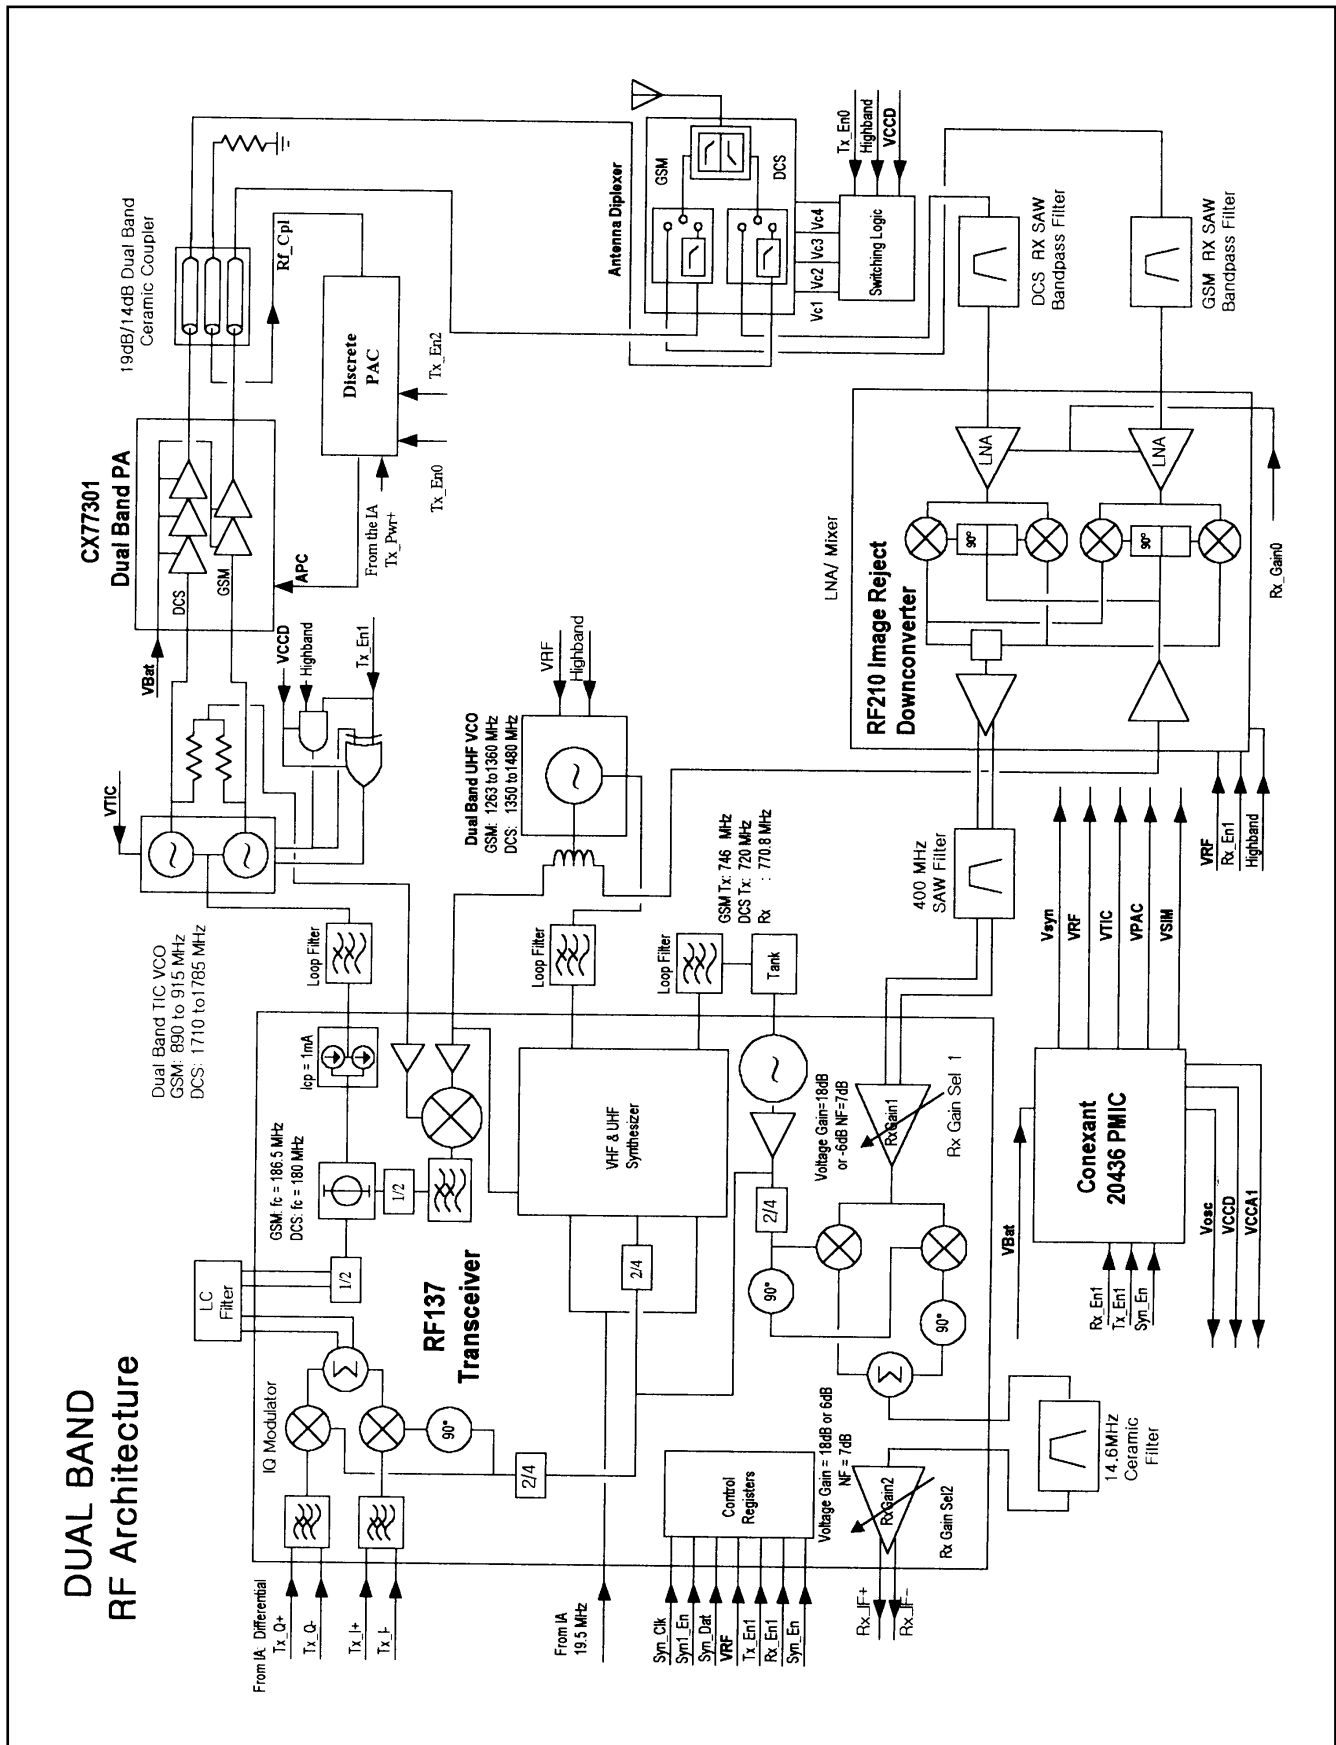 DUAL BAND
RF Architecture
From IA: Differential
Tx_Q+
Tx_Q-
Tx_I+
Tx_I-
IQ Modulator
90°
Σ
LC
Filter
1/2
GSM: fc = 186.5 MHz
DCS: fc = 180 MHz
1/2
Icp = 1mA
Loop Filter
Dual Band TIC VCO
GSM: 890 to 915 MHz
DCS: 1710 to1785 MHz
VTIC
VCCD
Highband
Tx_En1
VBat
CX77301
Dual Band PA
DCS
GSM
APC
From the IA
Tx_Pwr+
Tx_En0
Tx_En2
Discrete
PAC
Rf_Cpl
19dB/14dB Dual Band
Ceramic Coupler
RF137
Transceiver
2/4
From IA
19.5 MHz
2/4
VHF & UHF
Synthesizer
Loop Filter
Loop Filter
Dual Band UHF VCO
GSM: 1263 to1360 MHz
DCS: 1350 to1480 MHz
VRF
Highband
GSM Tx: 746 MHz
DCS Tx: 720 MHz
Rx : 770.8 MHz
Tank
Antenna Diplexer
GSM
DCS
Vc1
Vc2
Vc3
Vc4
Switching Logic
Tx_En0
Highband
VCCD
Syn_Clk
Syn1_En
Syn_Dat
VRF
Tx_En1
Rx_En1
Syn_En
Control
Registers
2/4
90°
90°
Σ
Voltage Gain=18dB
or -6dB NF=7dB
RxGain1
Rx Gain Sel 1
Voltage Gain = 18dB or 6dB
NF = 7dB
RxGain2
Rx Gain Sel2
Rx_IF+
Rx_IF-
14.6MHz
Ceramic
Filter
400 MHz
SAW Filter
LNA/ Mixer
RF210 Image Reject
Downconverter
90°
90°
LNA
LNA
Rx_Gain0
DCS RX SAW
Bandpass Filter
GSM RX SAW
Bandpass Filter
VRF
Rx_En1
Highband
VBat
Rx_En1
Tx_En1
Syn_En
Conexant
20436 PMIC
Vsyn
VRF
VTIC
VPAC
VSIM
Vosc
VCCD
VCCA1